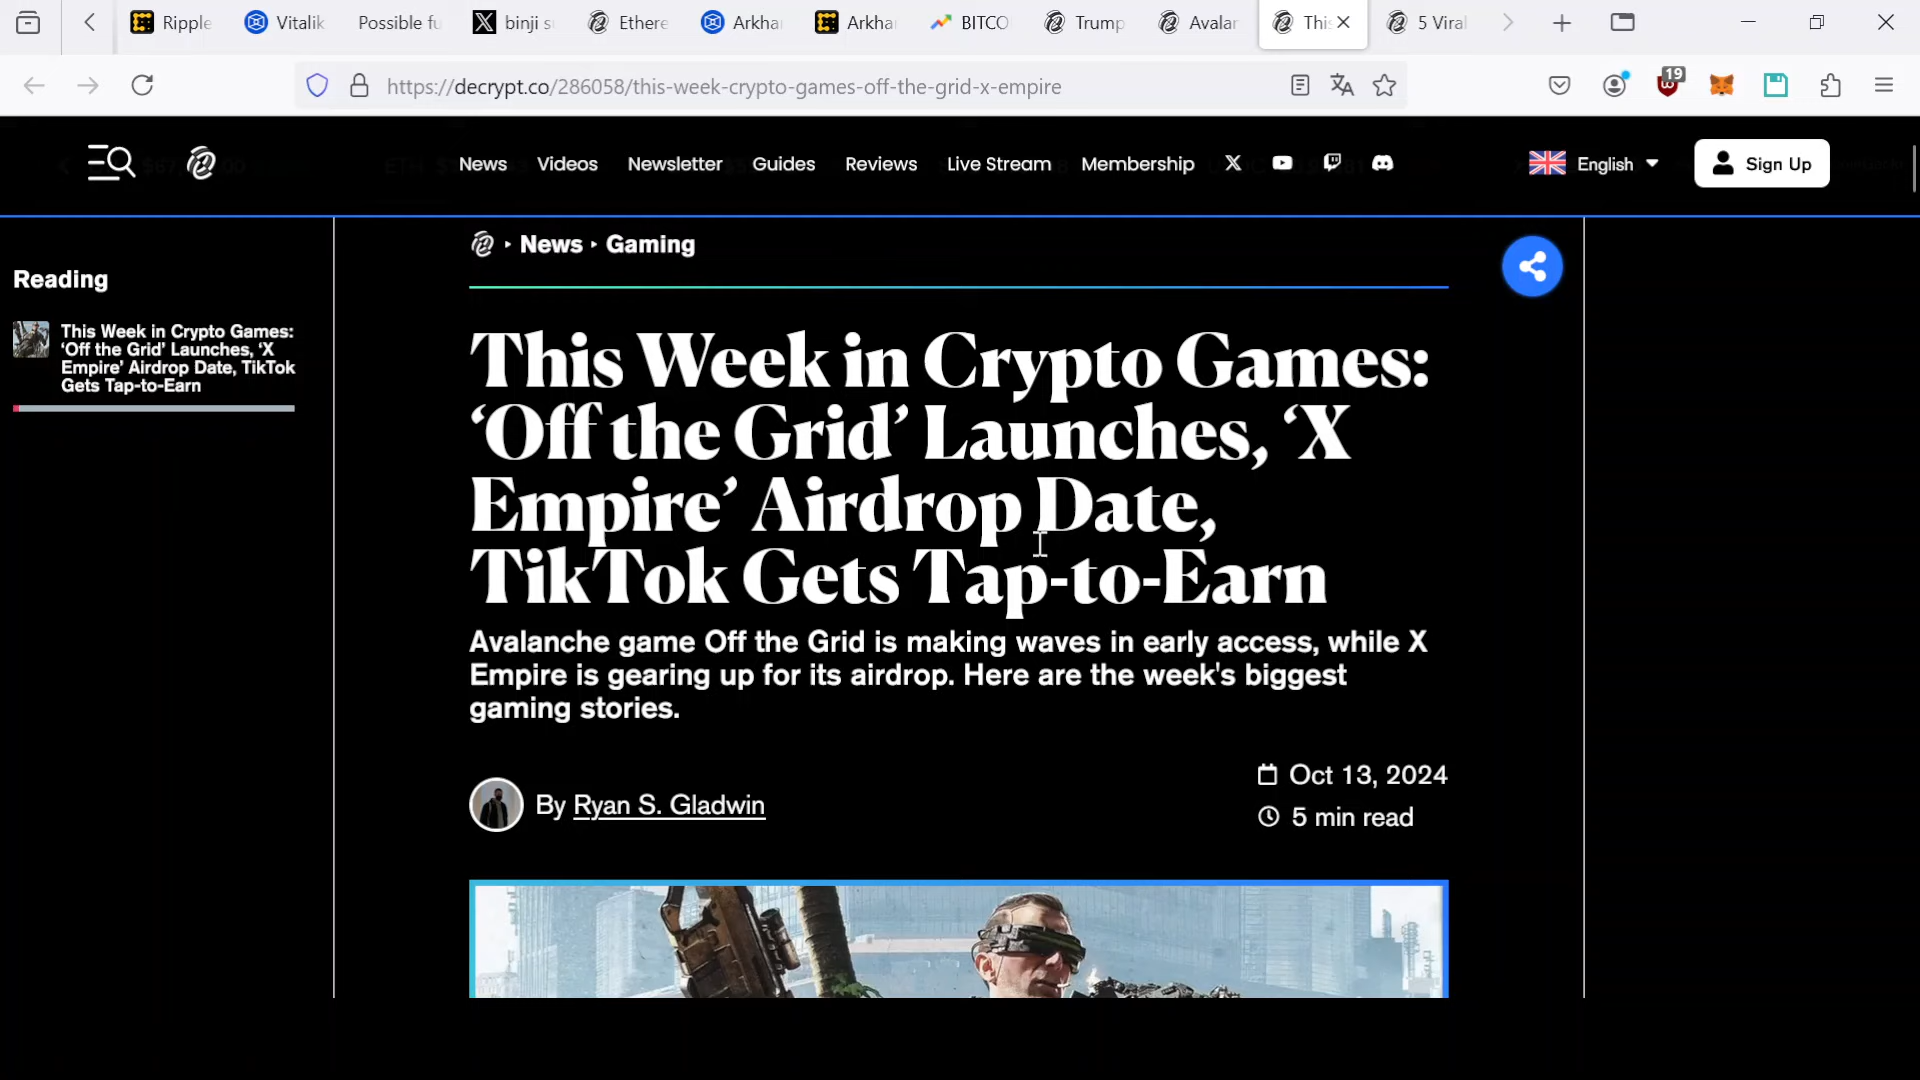 Ripple
Vitalik
Possible fu
binji s
Ethere
Arkha
Arkha
BITCO
Trump
Avalan
This
5 Viral
https://decrypt.co/286058/this-week-crypto-games-off-the-grid-x-empire
19
News
Videos
Newsletter
Guides
Reviews
Live Stream
Membership
English
Sign Up
News
Gaming
Reading
This Week in Crypto Games:
‘Off the Grid’ Launches, ‘X
Empire’ Airdrop Date, TikTok
Gets Tap-to-Earn
This Week in Crypto Games:
‘Off the Grid’ Launches, ‘X
Empire’ Airdrop Date,
TikTok Gets Tap-to-Earn
Avalanche game Off the Grid is making waves in early access, while X
Empire is gearing up for its airdrop. Here are the week's biggest
gaming stories.
By Ryan S. Gladwin
Oct 13, 2024
5 min read